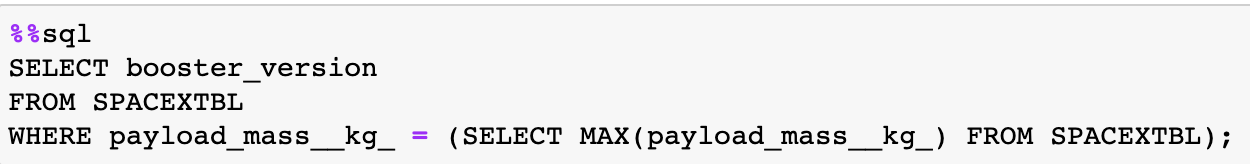 %%sql
SELECT booster_version
FROM SPACEXTBL
WHERE payload_mass__kg_ = (SELECT MAX(payload_mass__kg_) FROM SPACEXTBL);